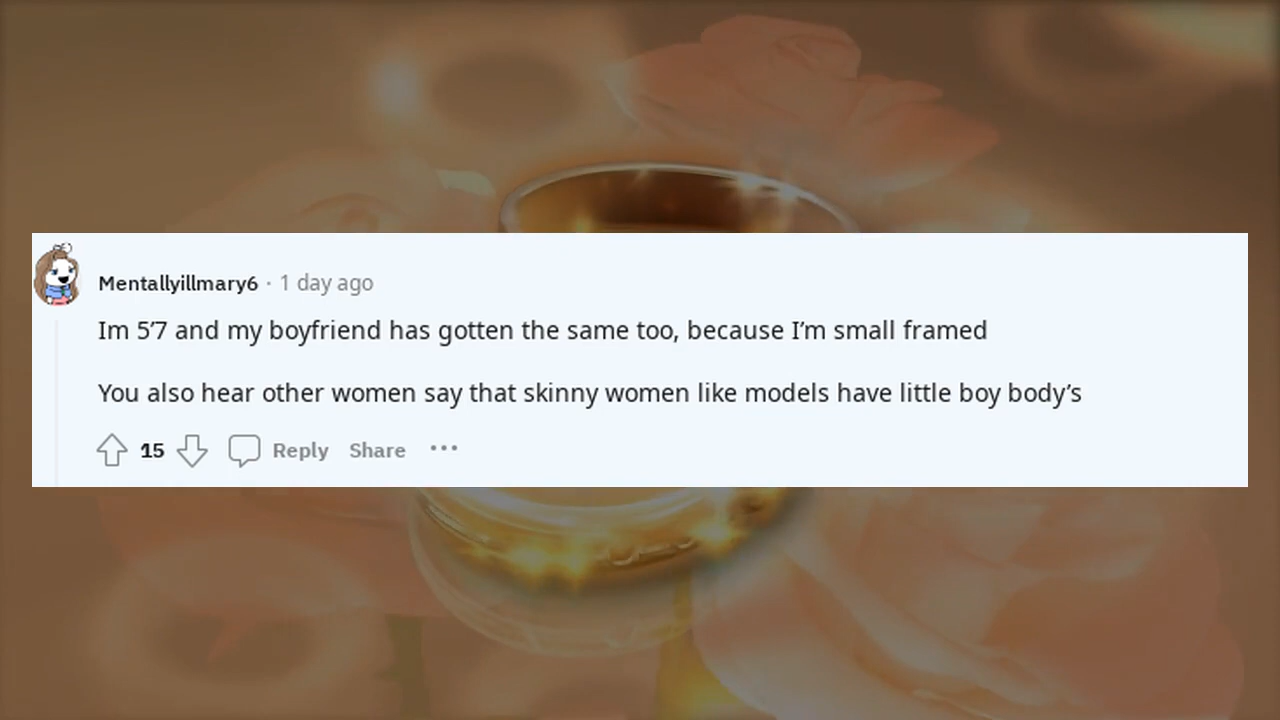 Mentallyillmary6 · 1 day ago
Im 5’7 and my boyfriend has gotten the same too, because I’m small framed
You also hear other women say that skinny women like models have little boy body’s
15 Reply Share •••